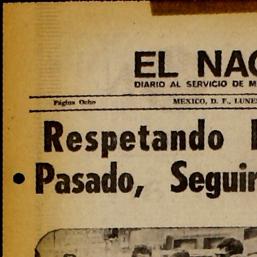 EL NAC
DIARIO AL SERVICIO DE M
Página Ocho MEXICO, D. F., LUNE
Respetando
• Pasado, Seguir